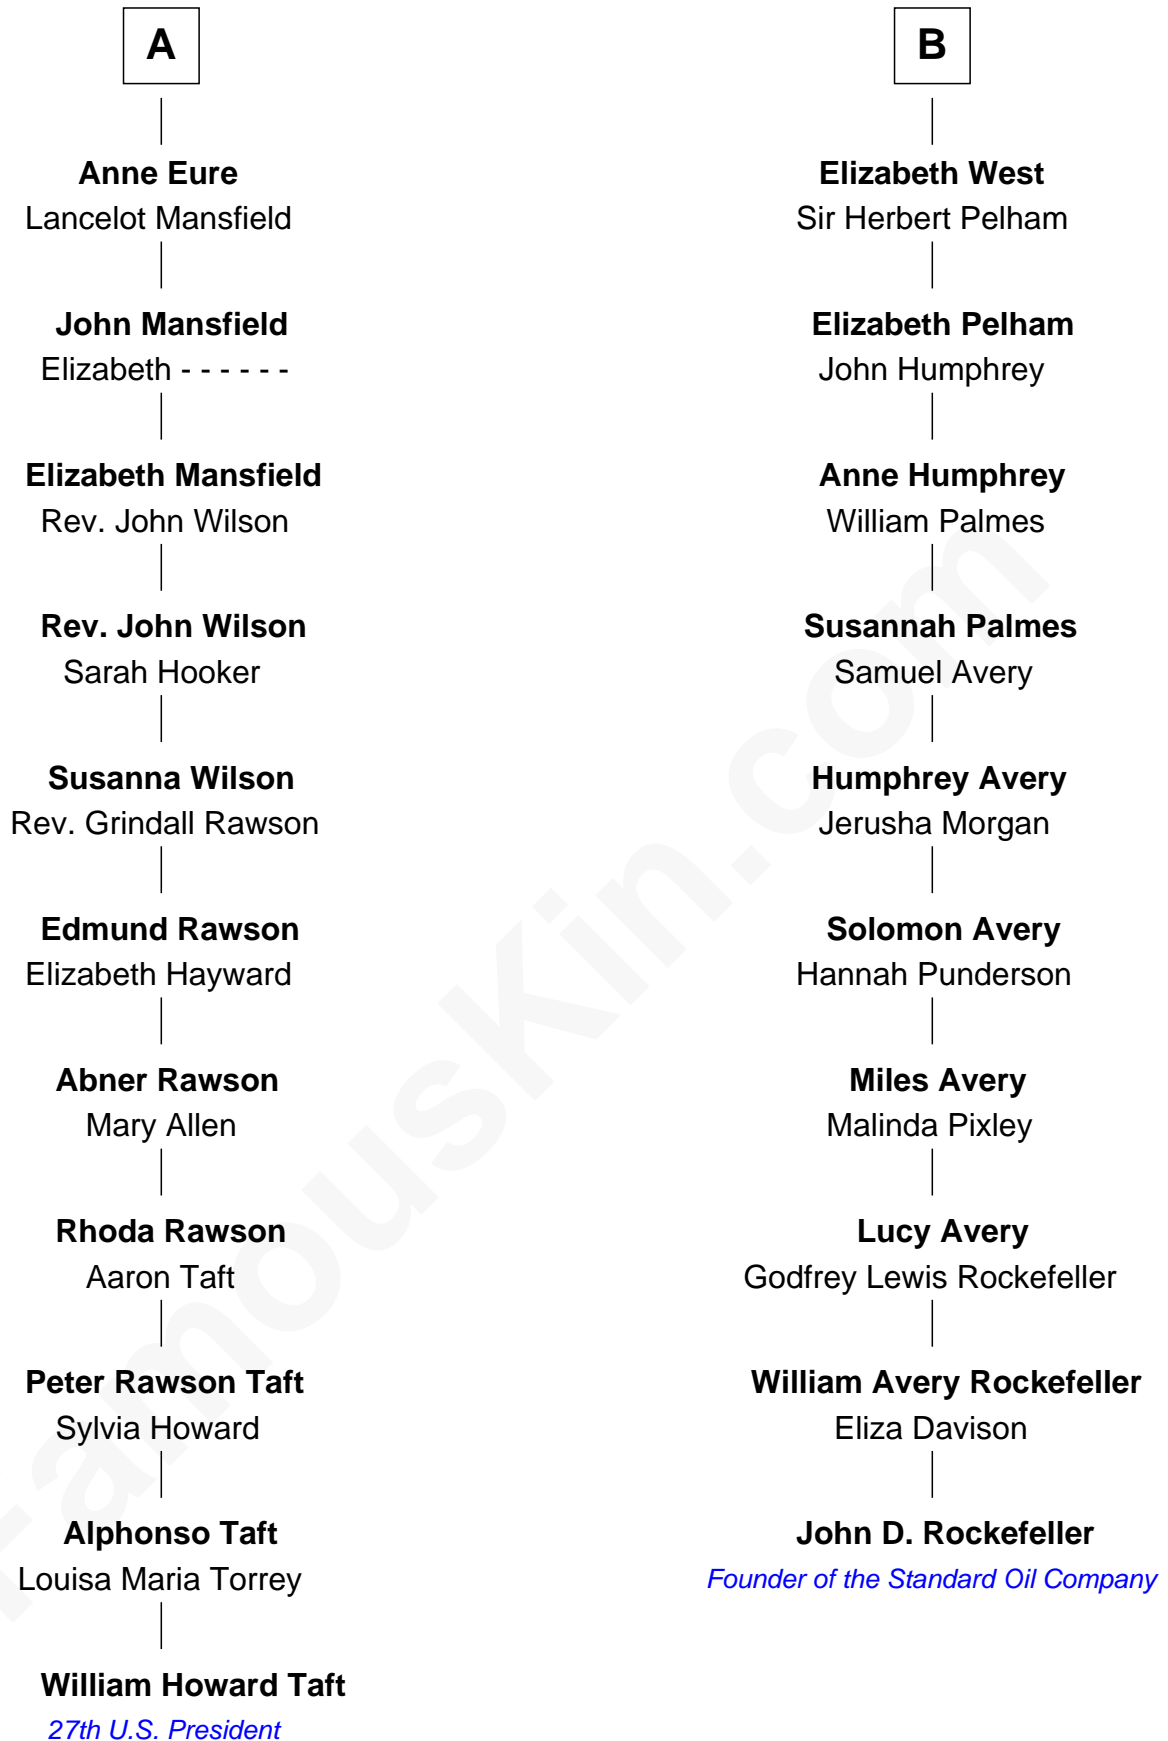 A
Anne Eure
Lancelot Mansfield
John Mansfield
Elizabeth - - - - - -
Elizabeth Mansfield
Rev. John Wilson
Rev. John Wilson
Sarah Hooker
Susanna Wilson
Rev. Grindall Rawson
Edmund Rawson
Elizabeth Hayward
Abner Rawson
Mary Allen
Rhoda Rawson
Aaron Taft
Peter Rawson Taft
Sylvia Howard
Alphonso Taft
Louisa Maria Torrey
William Howard Taft
27th U.S. President
B
Elizabeth West
Sir Herbert Pelham
Elizabeth Pelham
John Humphrey
Anne Humphrey
William Palmes
Susannah Palmes
Samuel Avery
Humphrey Avery
Jerusha Morgan
Solomon Avery
Hannah Punderson
Miles Avery
Malinda Pixley
Lucy Avery
Godfrey Lewis Rockefeller
William Avery Rockefeller
Eliza Davison
John D. Rockefeller
Founder of the Standard Oil Company
FamousKin.com